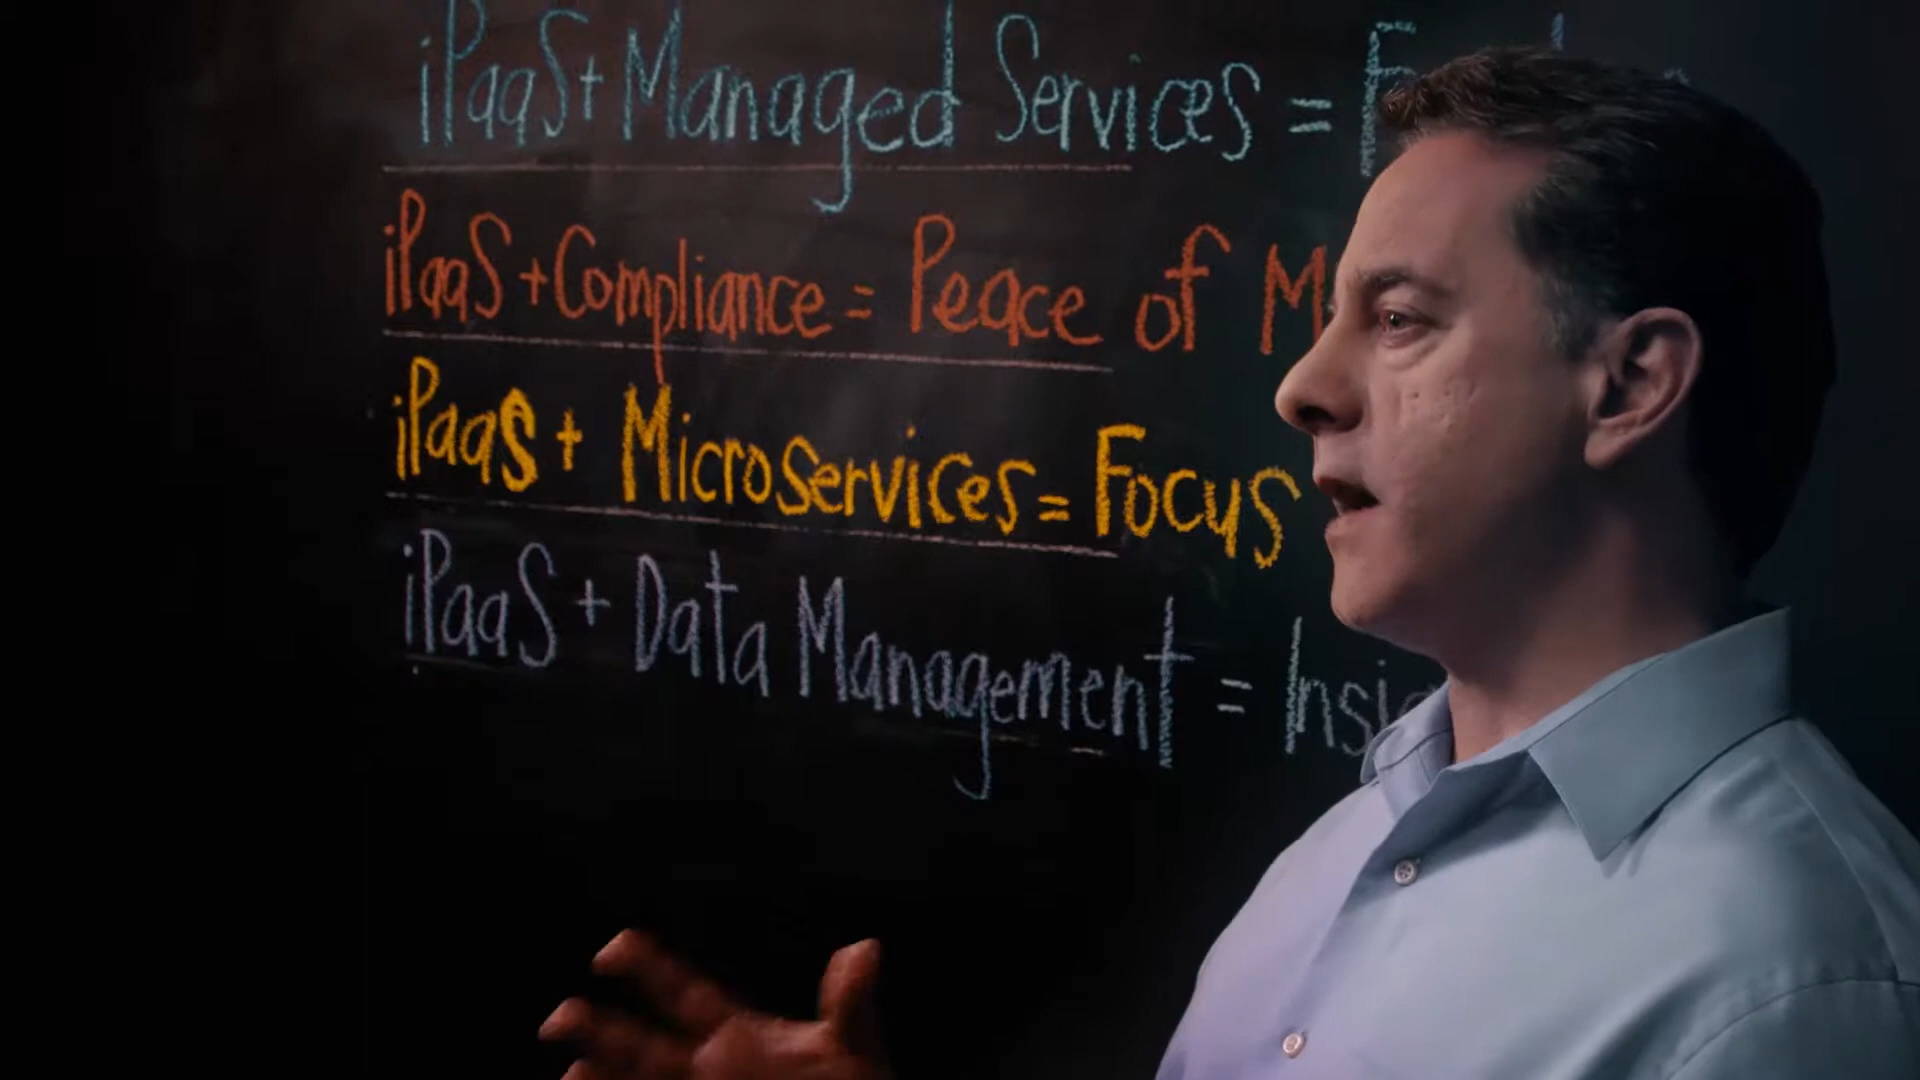 iPaaS + Managed Services =
iPaaS + Compliance = Peace of
iPaaS + Microservices = Focus
iPaaS + Data Management =